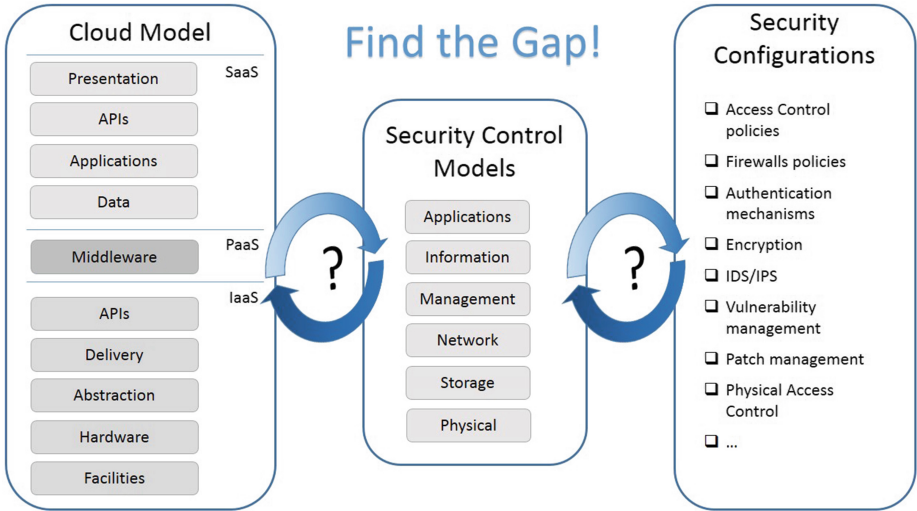 Cloud Model
SaaS
Presentation
APIs
Applications
Data
PaaS
Middleware
IaaS
APIs
Delivery
Abstraction
Hardware
Facilities
Find the Gap!
?
Security Control
Models
Applications
Information
Management
Network
Storage
Physical
?
Security
Configurations
Access Control
policies
Firewalls policies
Authentication
mechanisms
Encryption
IDS/IPS
Vulnerability
management
Patch management
Physical Access
Control
...